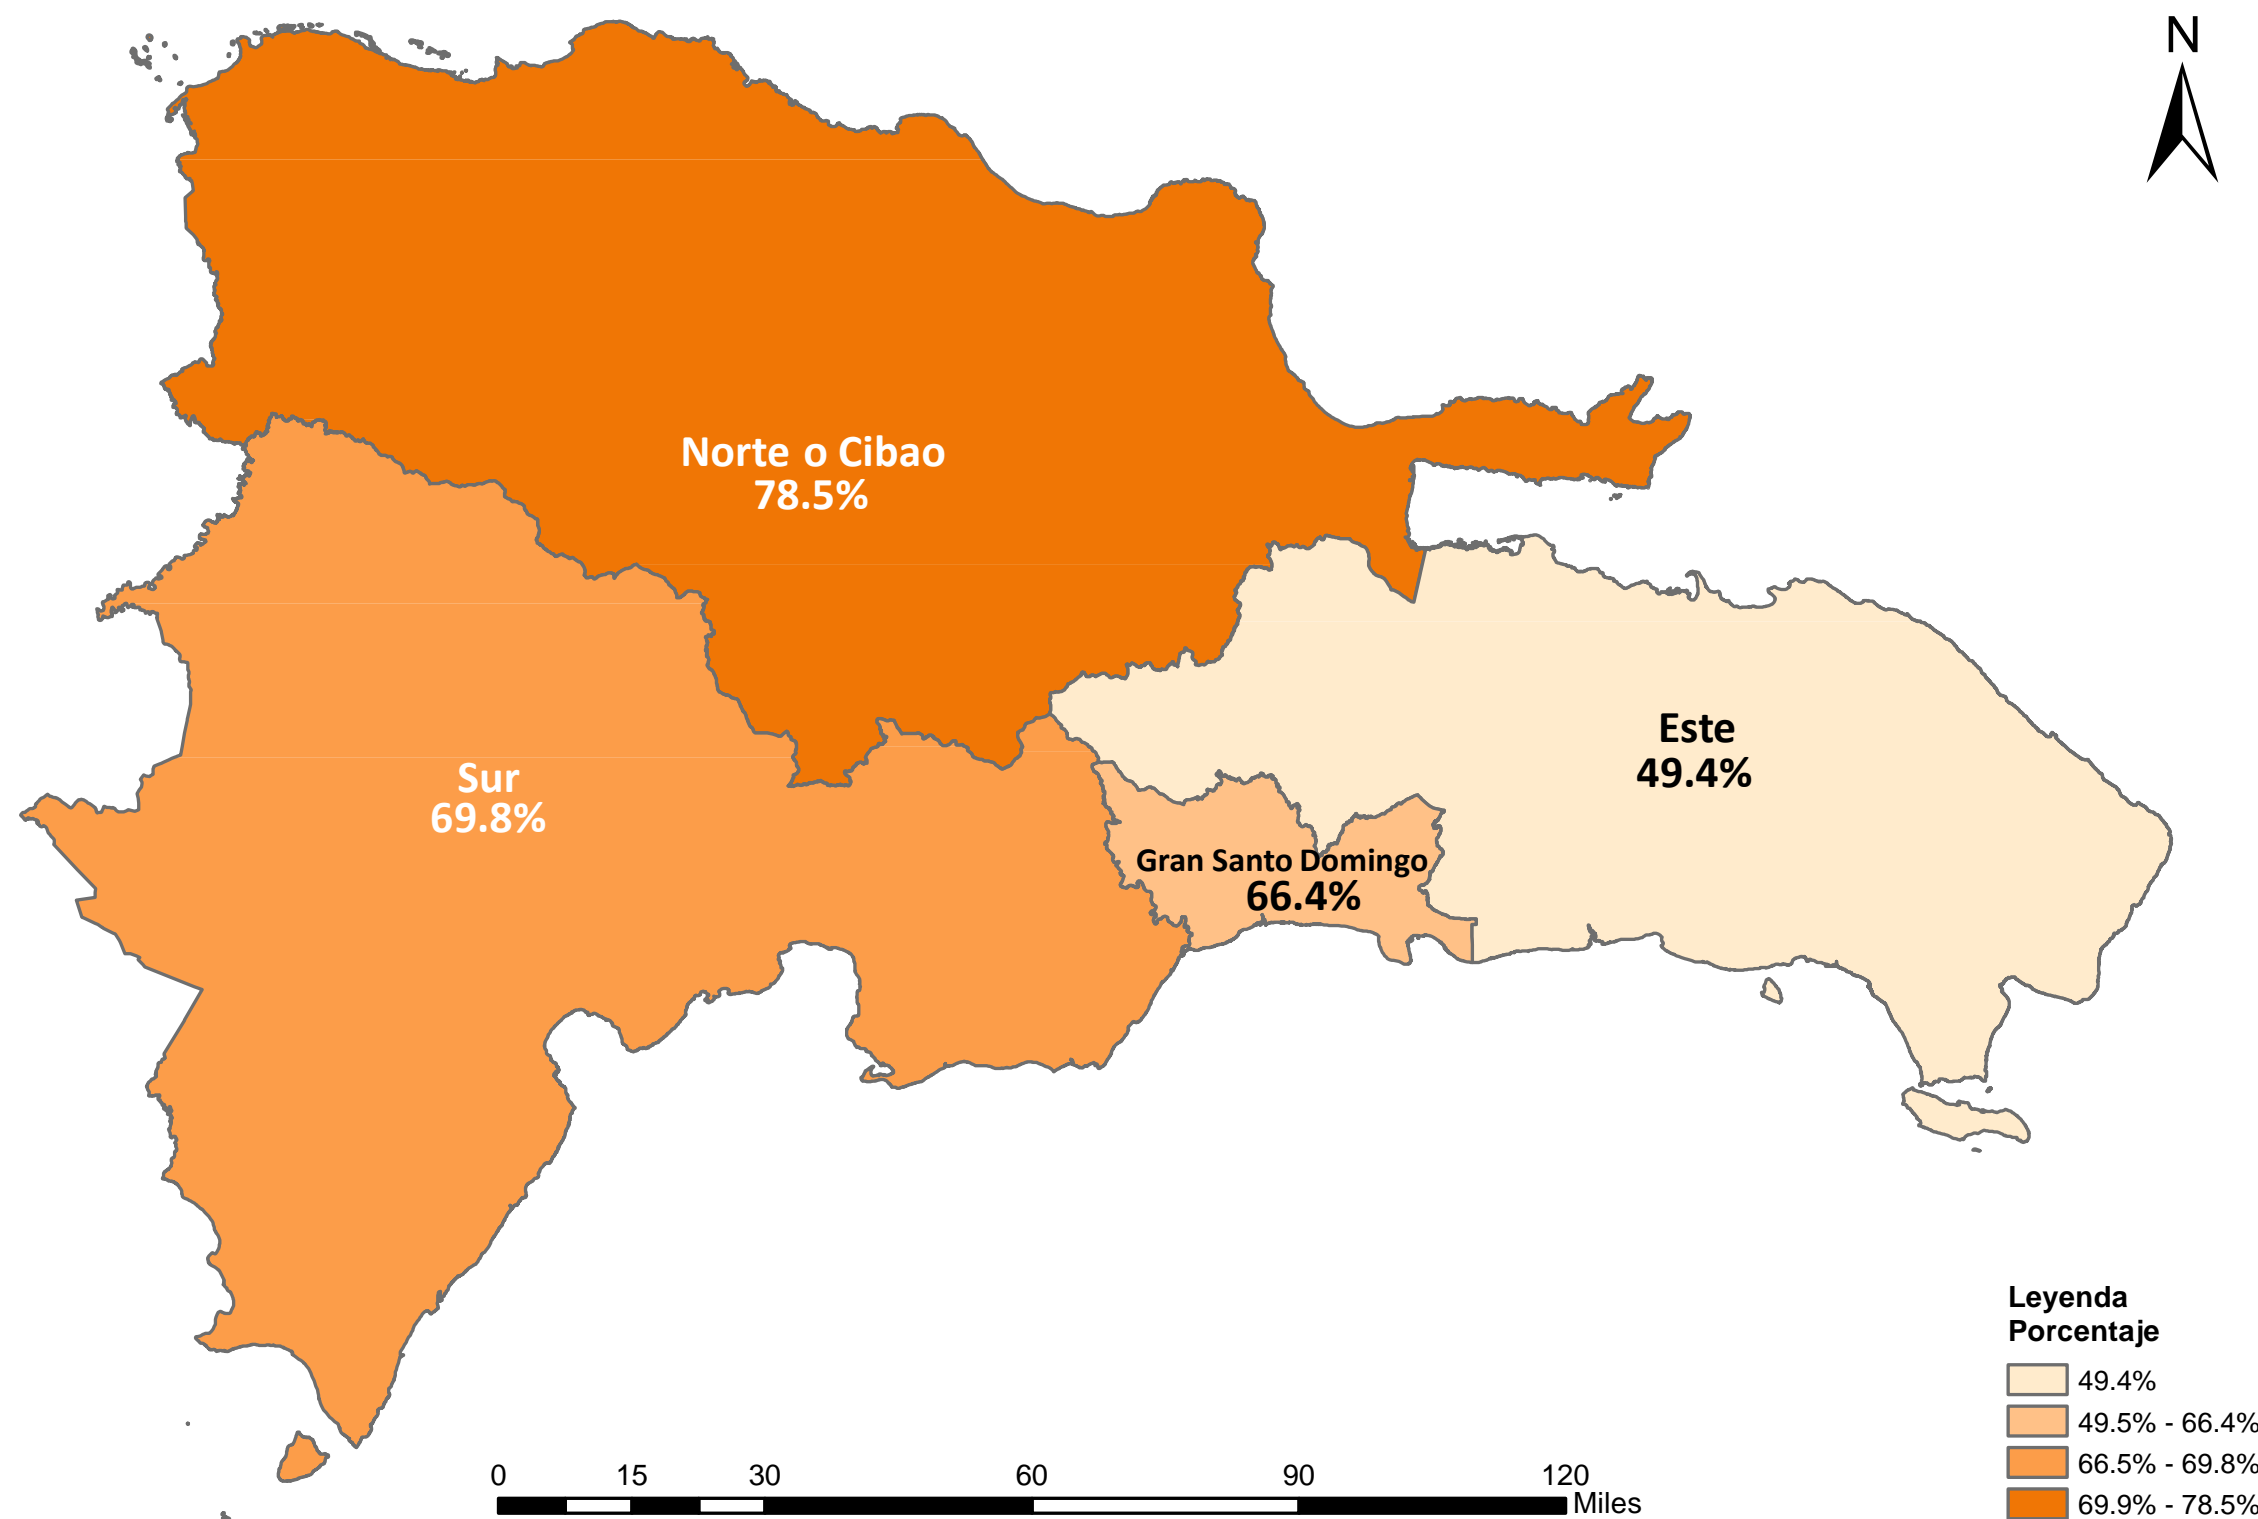 N
Norte o Cibao
78.5%
Este
49.4%
Sur
69.8%
Gran Santo Domingo
66.4%
Leyenda
Porcentaje
49.4%
49.5% - 66.4%
66.5% - 69.8%
69.9% - 78.5%
0 15 30 60 90 120
Miles